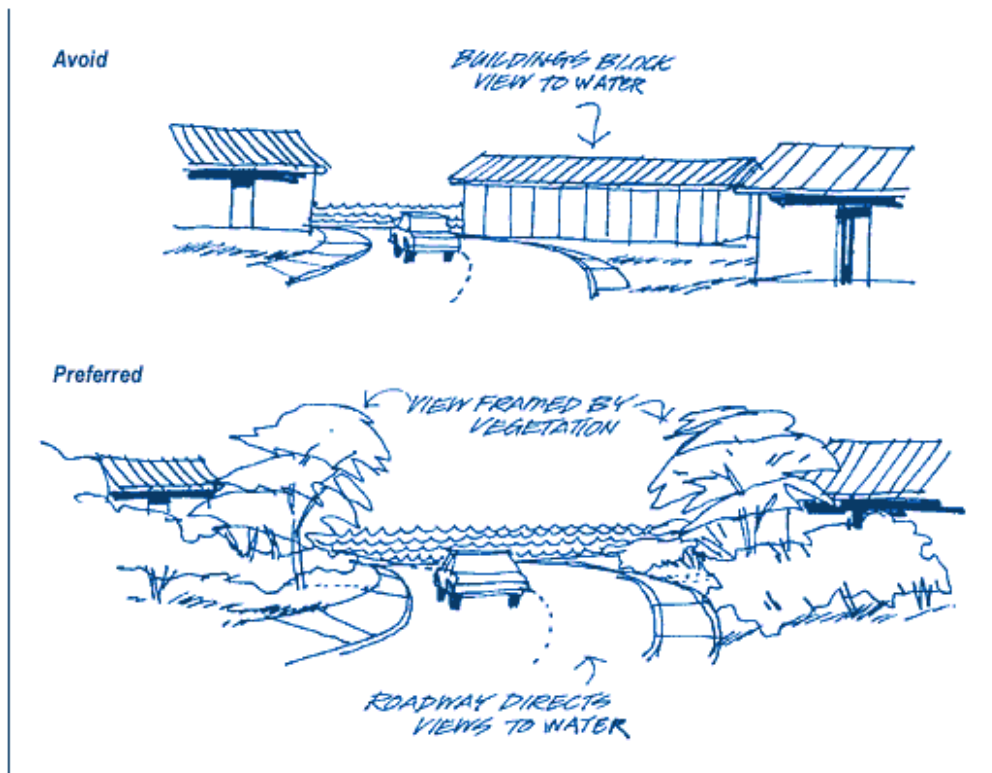 Avoid
BUILDINGS BLOCK
VIEW TO WATER
Preferred
VIEW FRAMED BY
VEGETATION
ROADWAY DIRECTS
VIEWS TO WATER